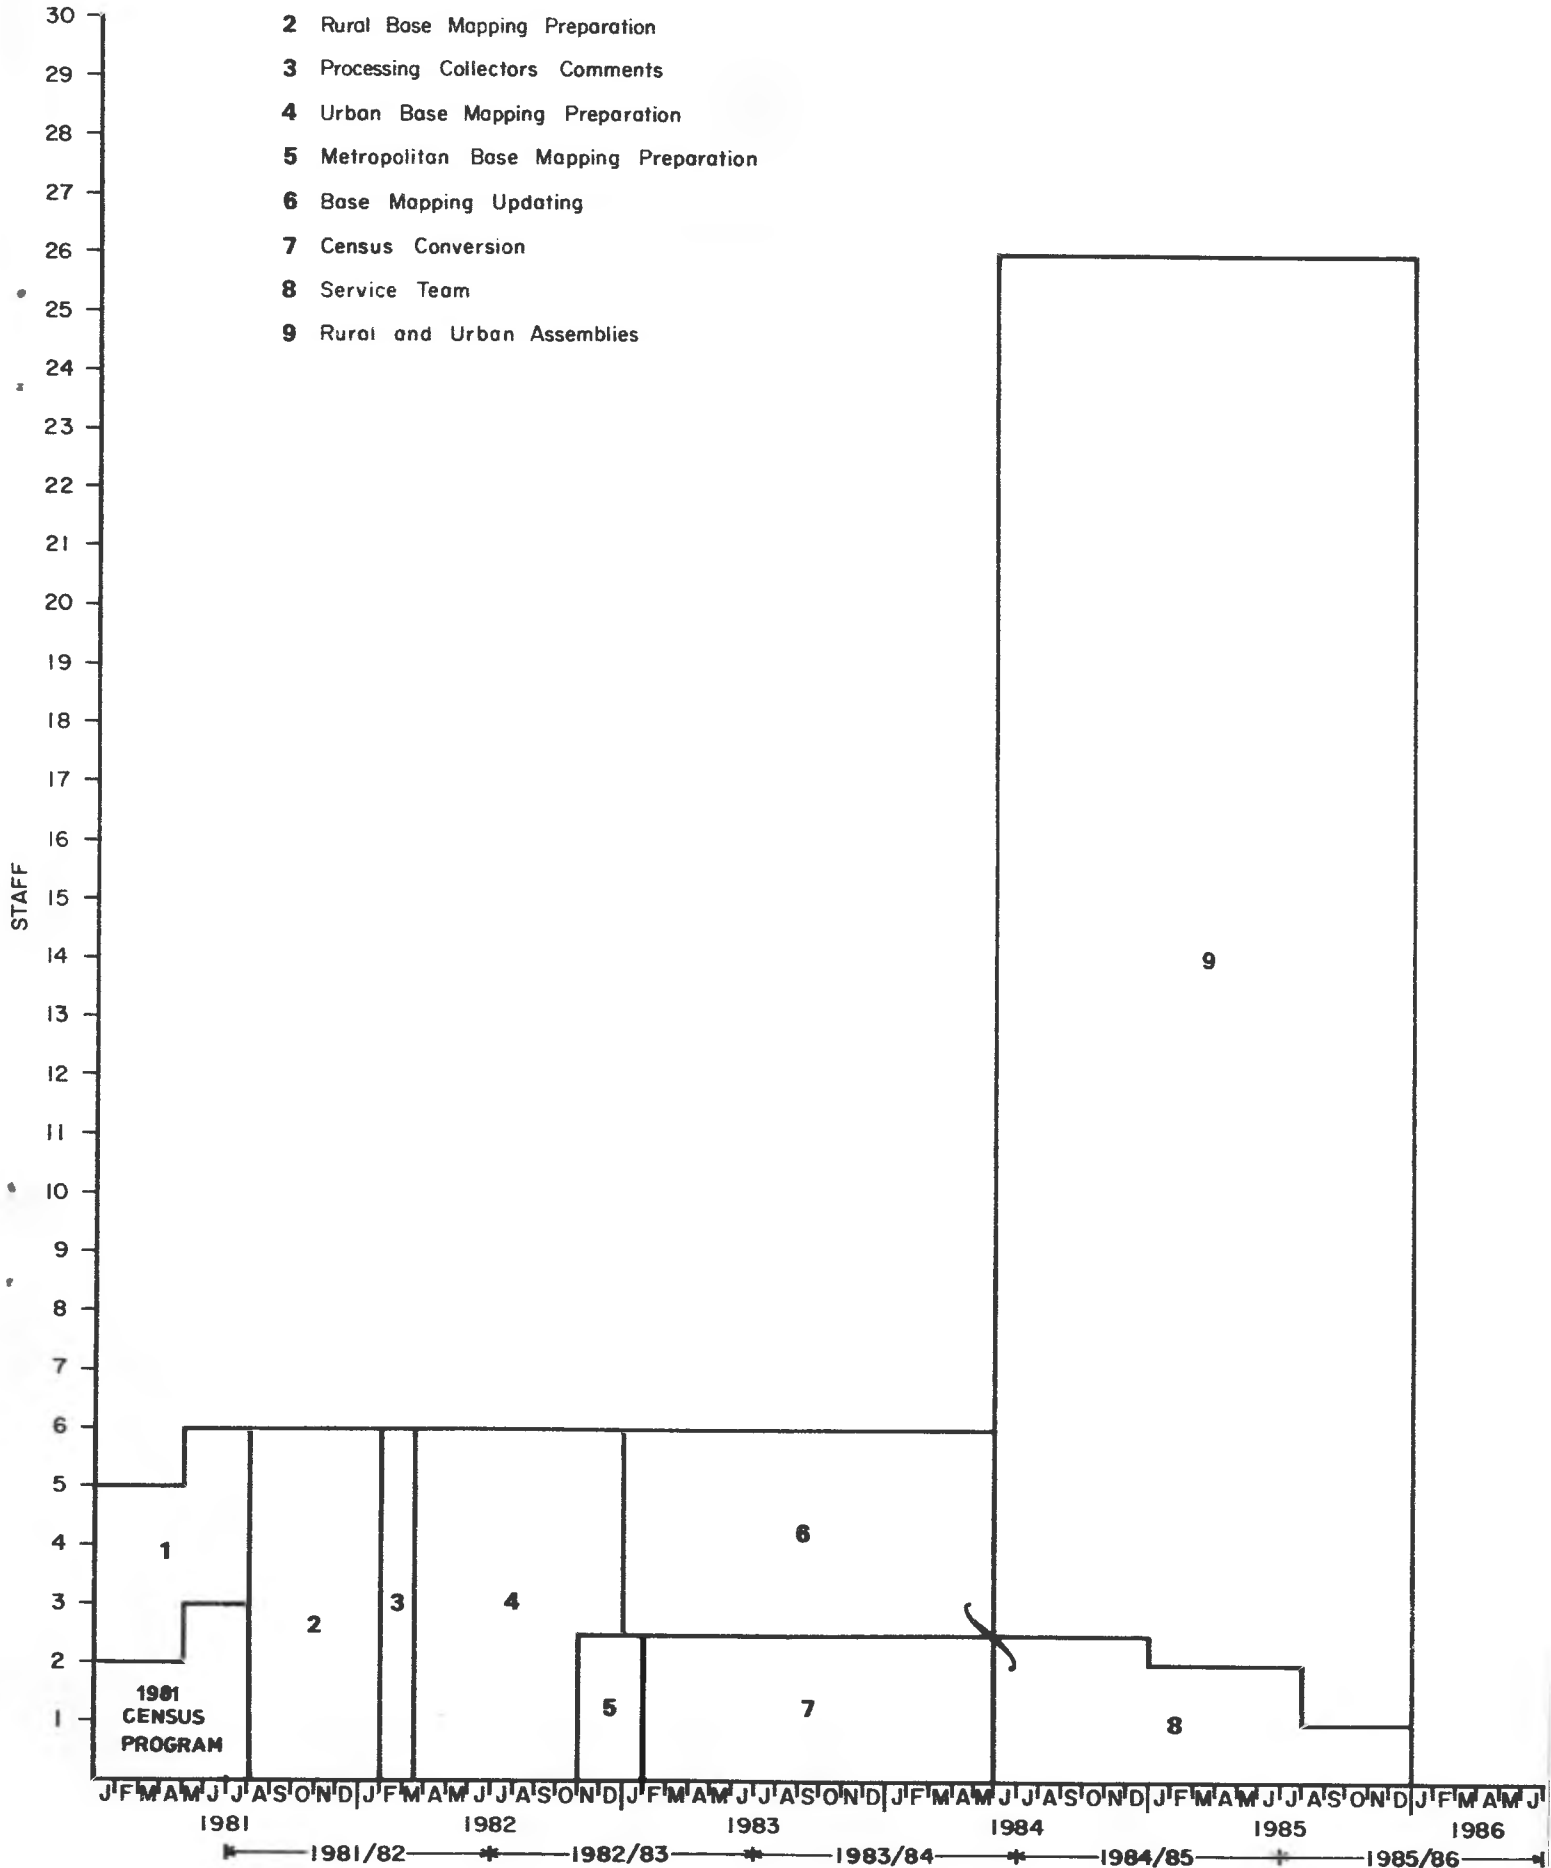 30
2 Rural Base Mapping Preparation
29
3 Processing Collectors Comments
4 Urban Base Mapping Preparation
28
5 Metropolitan Base Mapping Preparation
27
6 Base Mapping Updating
26
7 Census Conversion
8 Service Team
25
9 Rural and Urban Assemblies
24
23
22
21
20
19
18
17
16
STAFF
15
14
9
13
12
11
10
9
8
7
6
5
4
1
6
3
3
4
2
2
1981
CENSUS
PROGRAM
5
7
8
1
J F M A M J J A S O N D J F M A M J J A S O N D J F M A M J J A S O N D J F M A M J J A S O N D J F M A M J J A S O N D J F M A M J
1981 1982 1983 1984 1985 1986
1981/82 1982/83 1983/84 1984/85 1985/86